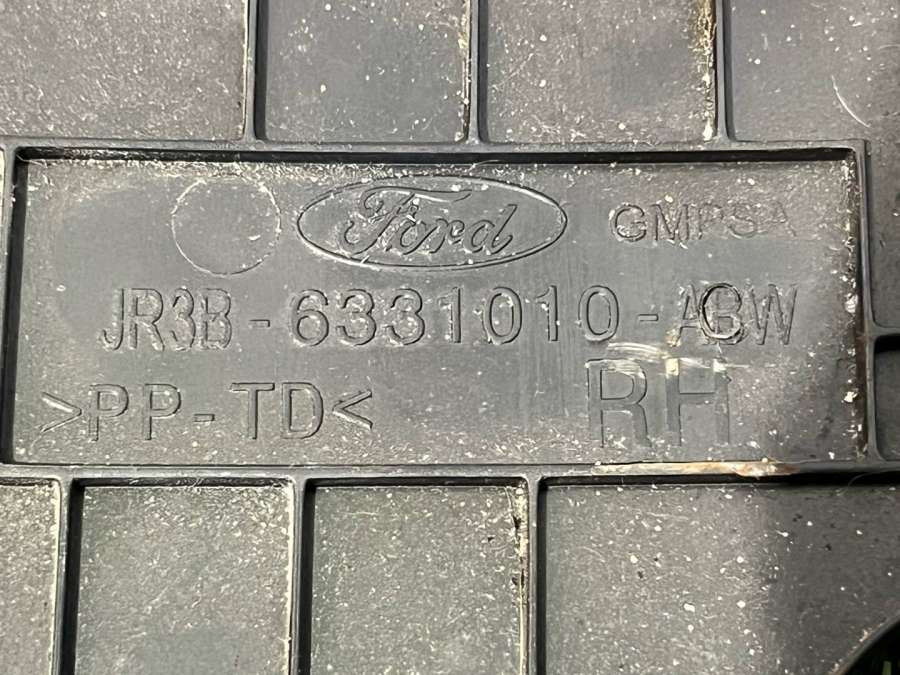 Ford GMPSA
JR3B-6331010-ABW
>PP-TD< RH